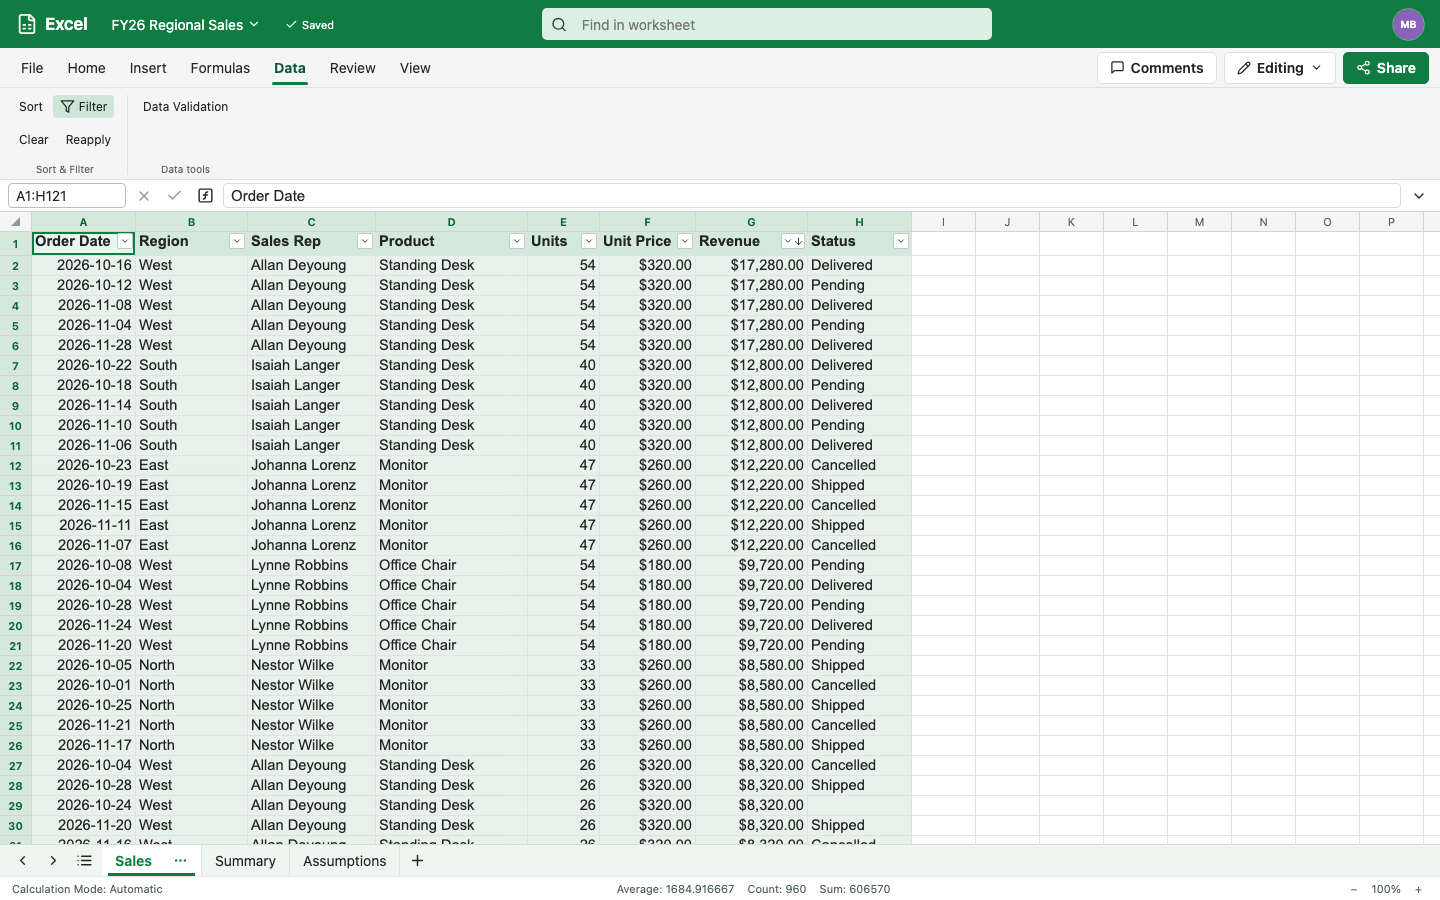 Excel FY26 Regional Sales Saved Find in worksheet MB
File Home Insert Formulas Data Review View Comments Editing Share
Sort Filter Data Validation
Clear Reapply
Sort & Filter Data tools
A1:H121 Order Date
A B C D E F G H I J K L M N O P
1 Order Date Region Sales Rep Product Units Unit Price Revenue Status
2 2026-10-16 West Allan Deyoung Standing Desk 54 $320.00 $17,280.00 Delivered
3 2026-10-12 West Allan Deyoung Standing Desk 54 $320.00 $17,280.00 Pending
4 2026-11-08 West Allan Deyoung Standing Desk 54 $320.00 $17,280.00 Delivered
5 2026-11-04 West Allan Deyoung Standing Desk 54 $320.00 $17,280.00 Pending
6 2026-11-28 West Allan Deyoung Standing Desk 54 $320.00 $17,280.00 Delivered
7 2026-10-22 South Isaiah Langer Standing Desk 40 $320.00 $12,800.00 Delivered
8 2026-10-18 South Isaiah Langer Standing Desk 40 $320.00 $12,800.00 Pending
9 2026-11-14 South Isaiah Langer Standing Desk 40 $320.00 $12,800.00 Delivered
10 2026-11-10 South Isaiah Langer Standing Desk 40 $320.00 $12,800.00 Pending
11 2026-11-06 South Isaiah Langer Standing Desk 40 $320.00 $12,800.00 Delivered
12 2026-10-23 East Johanna Lorenz Monitor 47 $260.00 $12,220.00 Cancelled
13 2026-10-19 East Johanna Lorenz Monitor 47 $260.00 $12,220.00 Shipped
14 2026-11-15 East Johanna Lorenz Monitor 47 $260.00 $12,220.00 Cancelled
15 2026-11-11 East Johanna Lorenz Monitor 47 $260.00 $12,220.00 Shipped
16 2026-11-07 East Johanna Lorenz Monitor 47 $260.00 $12,220.00 Cancelled
17 2026-10-08 West Lynne Robbins Office Chair 54 $180.00 $9,720.00 Pending
18 2026-10-04 West Lynne Robbins Office Chair 54 $180.00 $9,720.00 Delivered
19 2026-10-28 West Lynne Robbins Office Chair 54 $180.00 $9,720.00 Pending
20 2026-11-24 West Lynne Robbins Office Chair 54 $180.00 $9,720.00 Delivered
21 2026-11-20 West Lynne Robbins Office Chair 54 $180.00 $9,720.00 Pending
22 2026-10-05 North Nestor Wilke Monitor 33 $260.00 $8,580.00 Shipped
23 2026-10-01 North Nestor Wilke Monitor 33 $260.00 $8,580.00 Cancelled
24 2026-10-25 North Nestor Wilke Monitor 33 $260.00 $8,580.00 Shipped
25 2026-11-21 North Nestor Wilke Monitor 33 $260.00 $8,580.00 Cancelled
26 2026-11-17 North Nestor Wilke Monitor 33 $260.00 $8,580.00 Shipped
27 2026-10-04 West Allan Deyoung Standing Desk 26 $320.00 $8,320.00 Cancelled
28 2026-10-28 West Allan Deyoung Standing Desk 26 $320.00 $8,320.00 Shipped
29 2026-10-24 West Allan Deyoung Standing Desk 26 $320.00 $8,320.00
30 2026-11-20 West Allan Deyoung Standing Desk 26 $320.00 $8,320.00 Shipped
Sales ... Summary Assumptions +
Calculation Mode: Automatic Average: 1684.916667 Count: 960 Sum: 606570 − 100% +